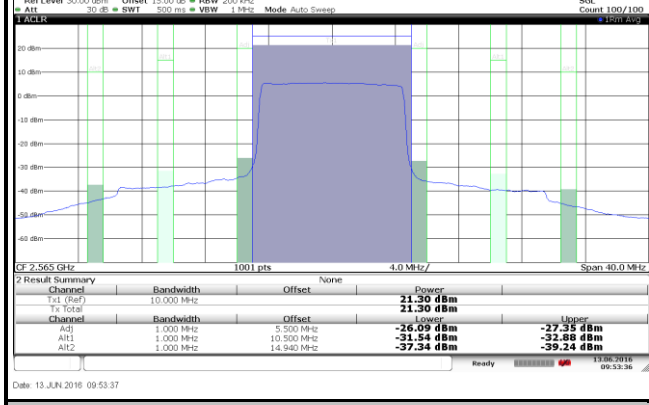 Ref Level 30.00 dBm Offset 15.00 dB RBW 200 kHz SGL
Att 30 dB SWT 500 ms VBW 1 MHz Mode Auto Sweep Count 100/100
1 ACLR 1Rm Avg
20 dBm
10 dBm
0 dBm
-10 dBm
-20 dBm
-30 dBm
-40 dBm
-50 dBm
-60 dBm
CF 2.565 GHz 1001 pts 4.0 MHz/ Span 40.0 MHz
2 Result Summary None
Channel Bandwidth Offset Power
Tx1 (Ref) 10.000 MHz 21.30 dBm
Tx Total 21.30 dBm
Channel Bandwidth Offset Lower Upper
Adj 1.000 MHz 5.500 MHz -26.09 dBm -27.35 dBm
Alt1 1.000 MHz 10.500 MHz -31.54 dBm -32.88 dBm
Alt2 1.000 MHz 14.940 MHz -37.34 dBm -39.24 dBm
Ready 13.06.2016
09:53:36
Date: 13.JUN.2016 09:53:37